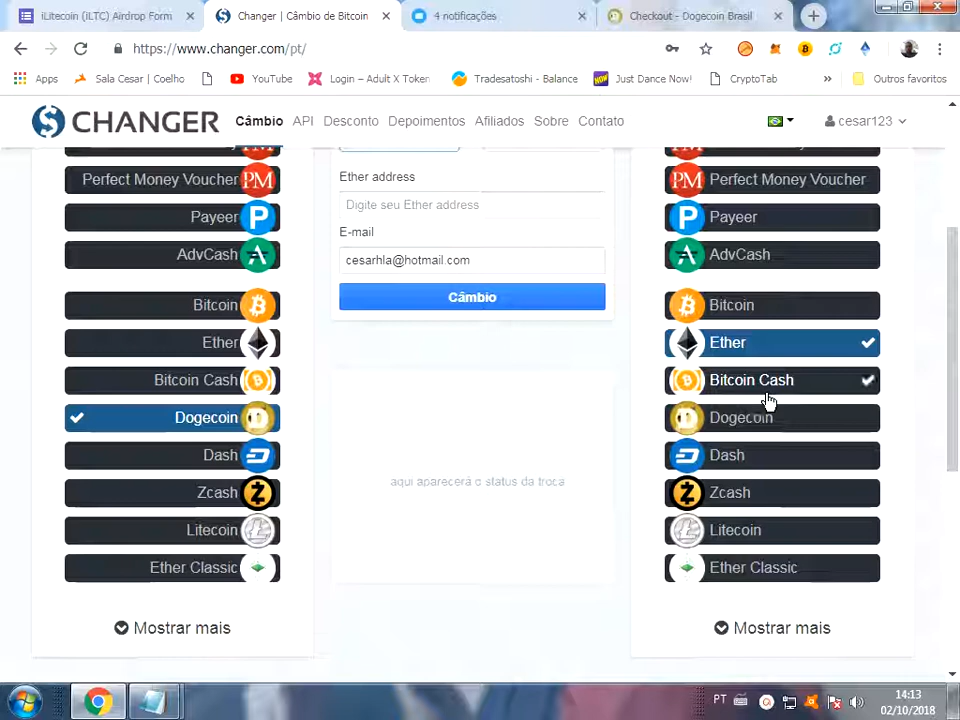 iLitecoin (iLTC) Airdrop Form
Changer | Câmbio de Bitcoin
4 notificações
Checkout - Dogecoin Brasil
https://www.changer.com/pt/
Apps
Sala Cesar | Coelho
YouTube
Login – Adult X Token
Tradesatoshi - Balance
Just Dance Now!
CryptoTab
»
Outros favoritos
CHANGER
Câmbio
API
Desconto
Depoimentos
Afiliados
Sobre
Contato
cesar123
Perfect Money Voucher
Payeer
AdvCash
Bitcoin
Ether
Bitcoin Cash
Dogecoin
Dash
Zcash
Litecoin
Ether Classic
Mostrar mais
Ether address
Digite seu Ether address
E-mail
cesarhla@hotmail.com
Câmbio
aqui aparecerá o status da troca
Perfect Money Voucher
Payeer
AdvCash
Bitcoin
Ether
Bitcoin Cash
Dogecoin
Dash
Zcash
Litecoin
Ether Classic
Mostrar mais
PT
14:13
02/10/2018